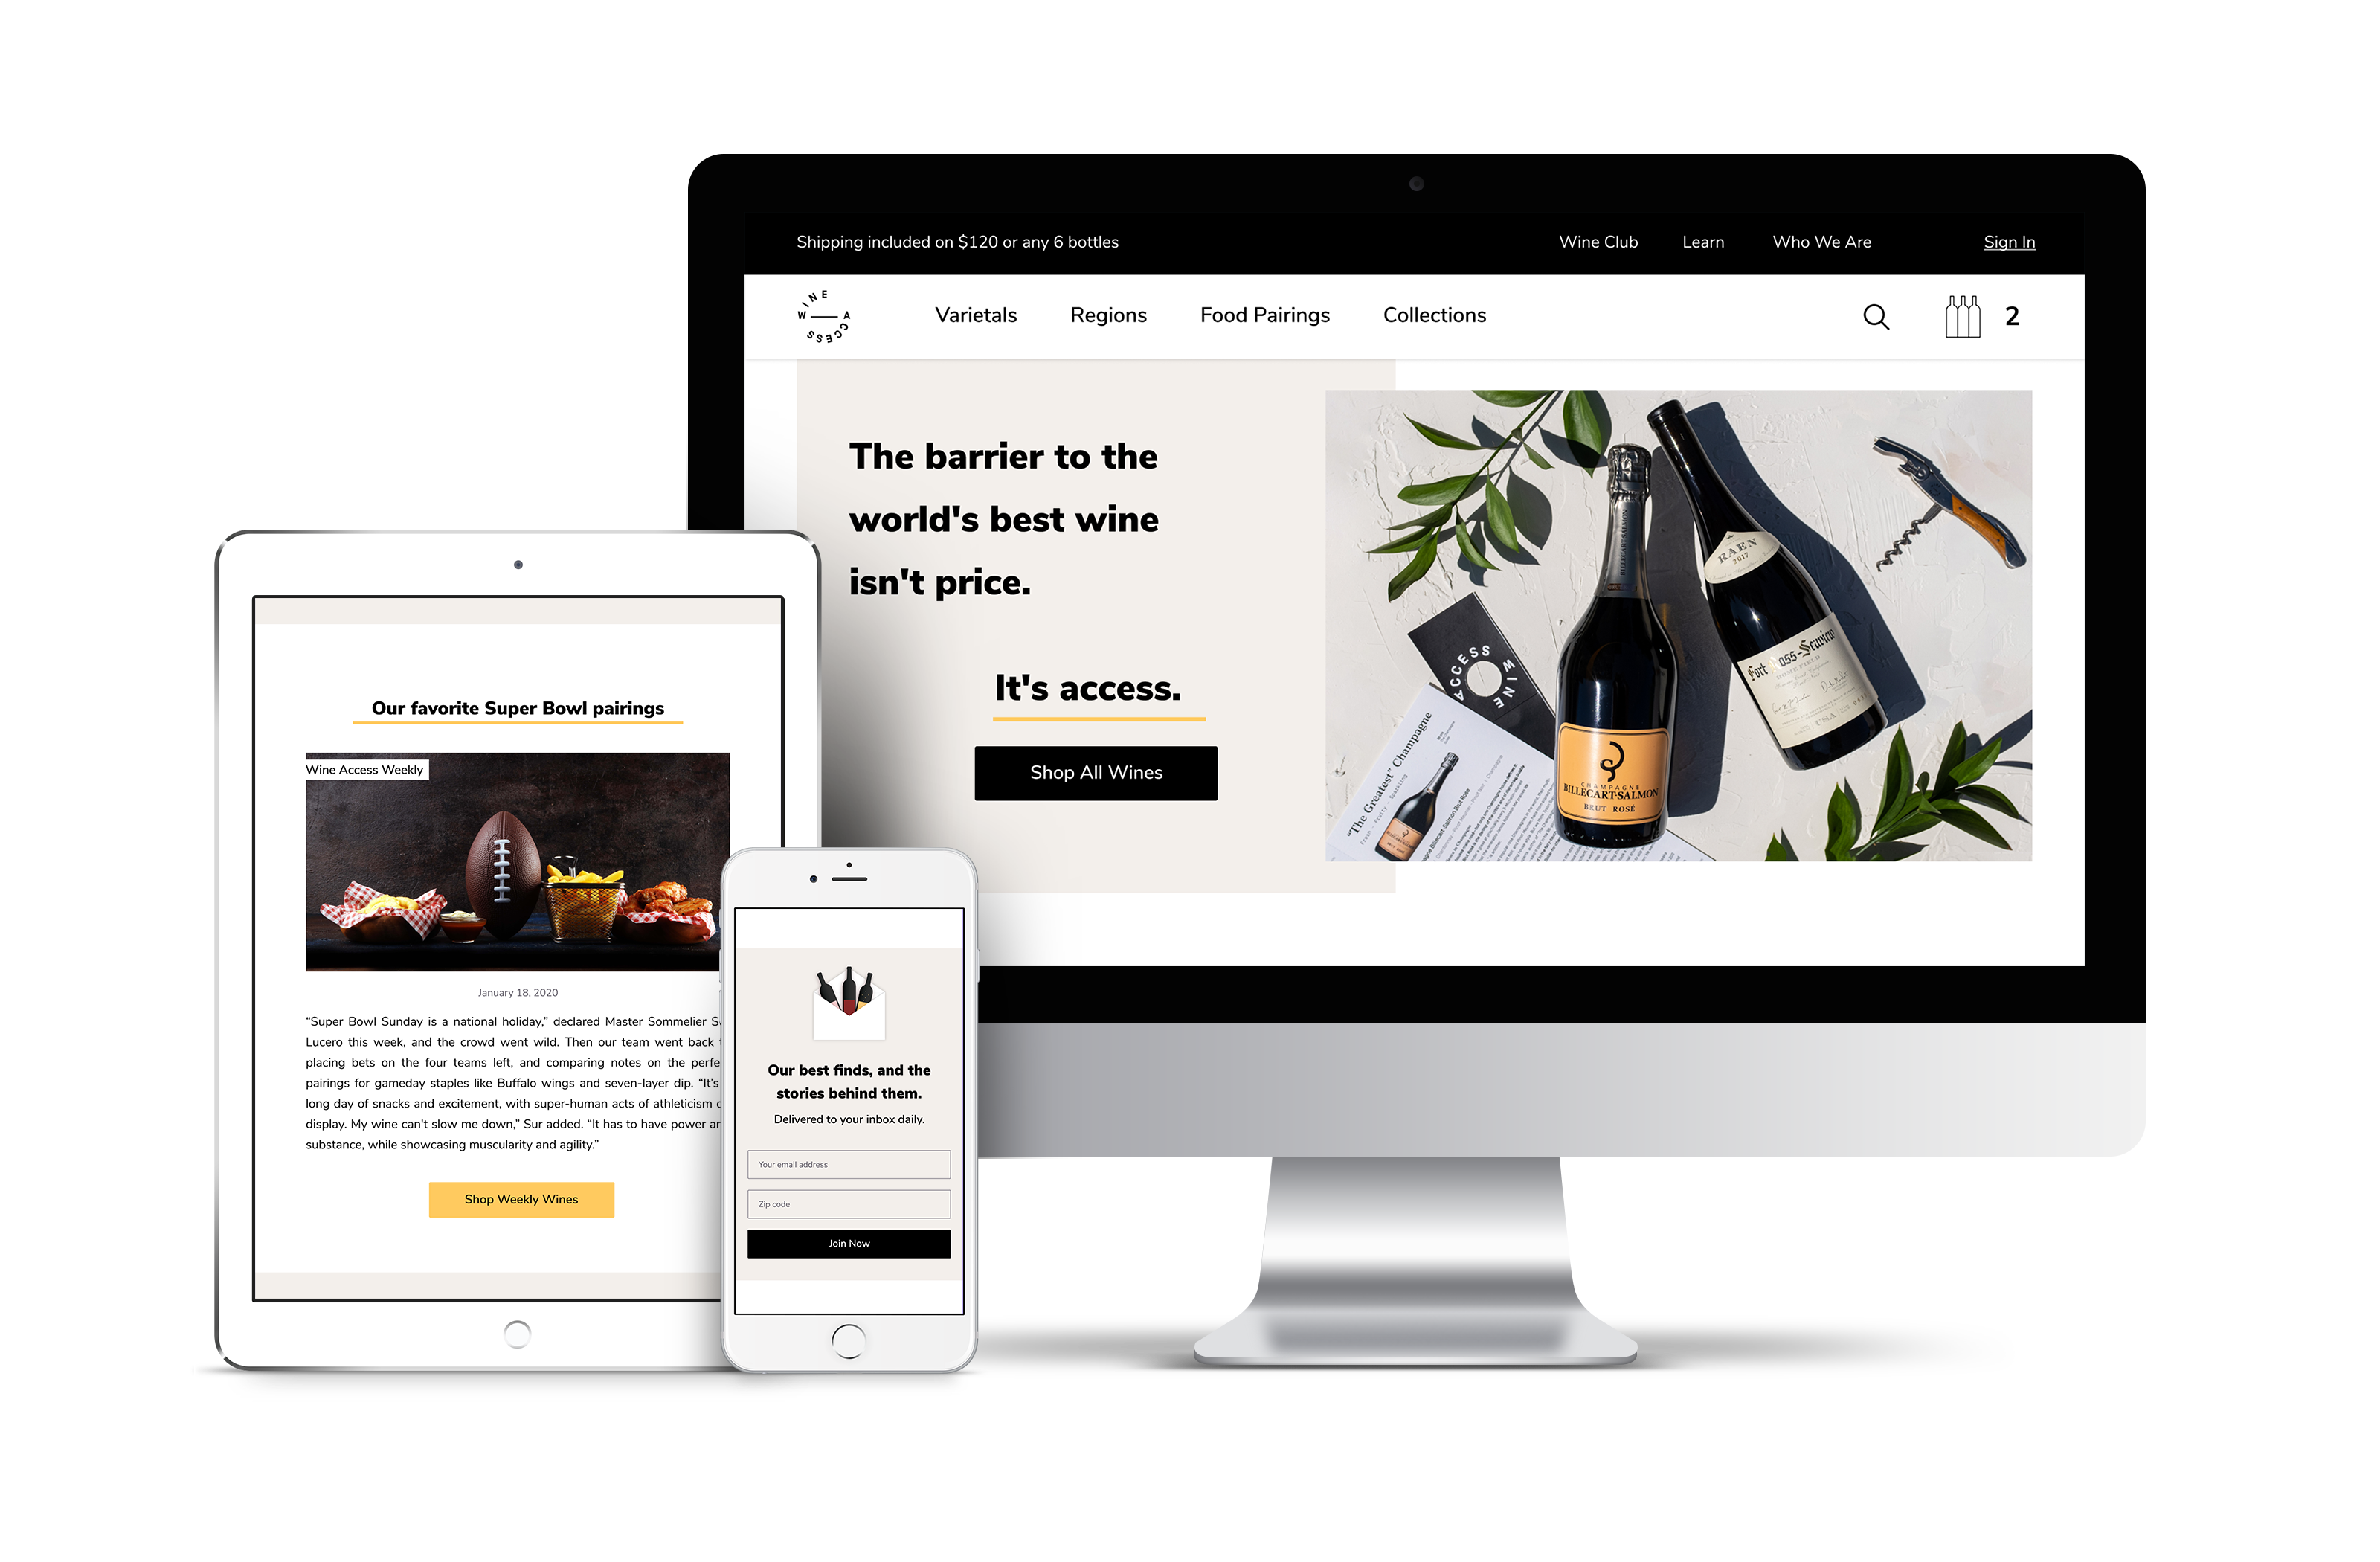 Shipping included on $120 or any 6 bottles
Wine Club
Learn
Who We Are
Sign In
WINE ACCESS
Varietals
Regions
Food Pairings
Collections
2
The barrier to the
world's best wine
isn't price.
It's access.
Shop All Wines
WINE ACCESS
"The Greatest" Champagne
BILLECART-SALMON
CHAMPAGNE
BILLECART-SALMON
BRUT ROSÉ
RAEN
2017
Fort Ross-Seaview
HOME FIELD
USA
Our favorite Super Bowl pairings
Wine Access Weekly
January 18, 2020
“Super Bowl Sunday is a national holiday,” declared Master Sommelier
Lucero this week, and the crowd went wild. Then our team went back
placing bets on the four teams left, and comparing notes on the
pairings for gameday staples like Buffalo wings and seven-layer dip. “It's
long day of snacks and excitement, with super-human acts of athleticism
display. My wine can't slow me down,” Sur added. “It has to have power
substance, while showcasing muscularity and agility.”
Shop Weekly Wines
Our best finds, and the
stories behind them.
Delivered to your inbox daily.
Your email address
Zip code
Join Now